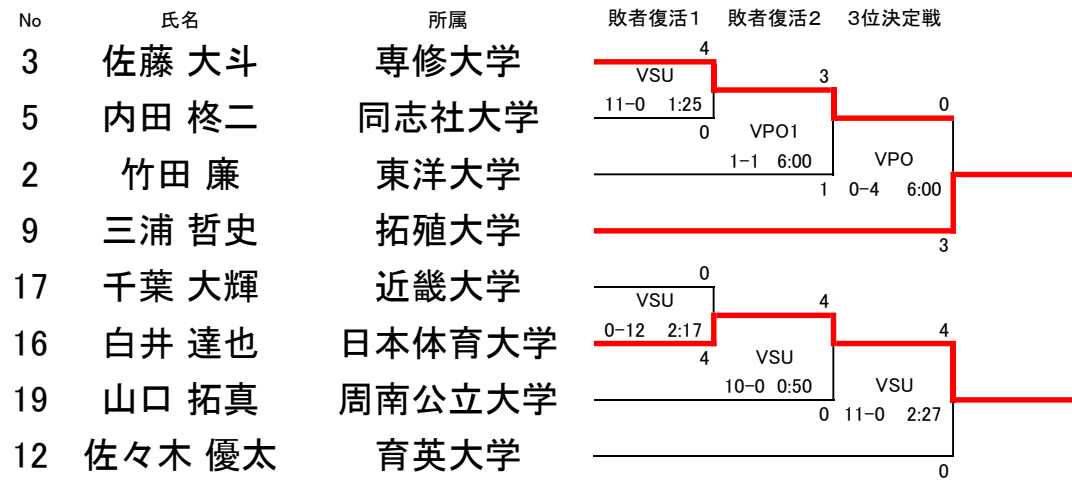 No 氏名 所属 敗者復活1 敗者復活2 3位決定戦
3 佐藤 大斗 専修大学 4
VSU 3
5 内田 柊二 同志社大学 11-0 1:25 0
0 VPO1
2 竹田 廉 東洋大学 1-1 6:00 VPO
1 0-4 6:00
9 三浦 哲史 拓殖大学 3
17 千葉 大輝 近畿大学 0
VSU 4
16 白井 達也 日本体育大学 0-12 2:17 4
4 VSU
19 山口 拓真 周南公立大学 10-0 0:50 VSU
0 11-0 2:27
12 佐々木 優太 育英大学 0